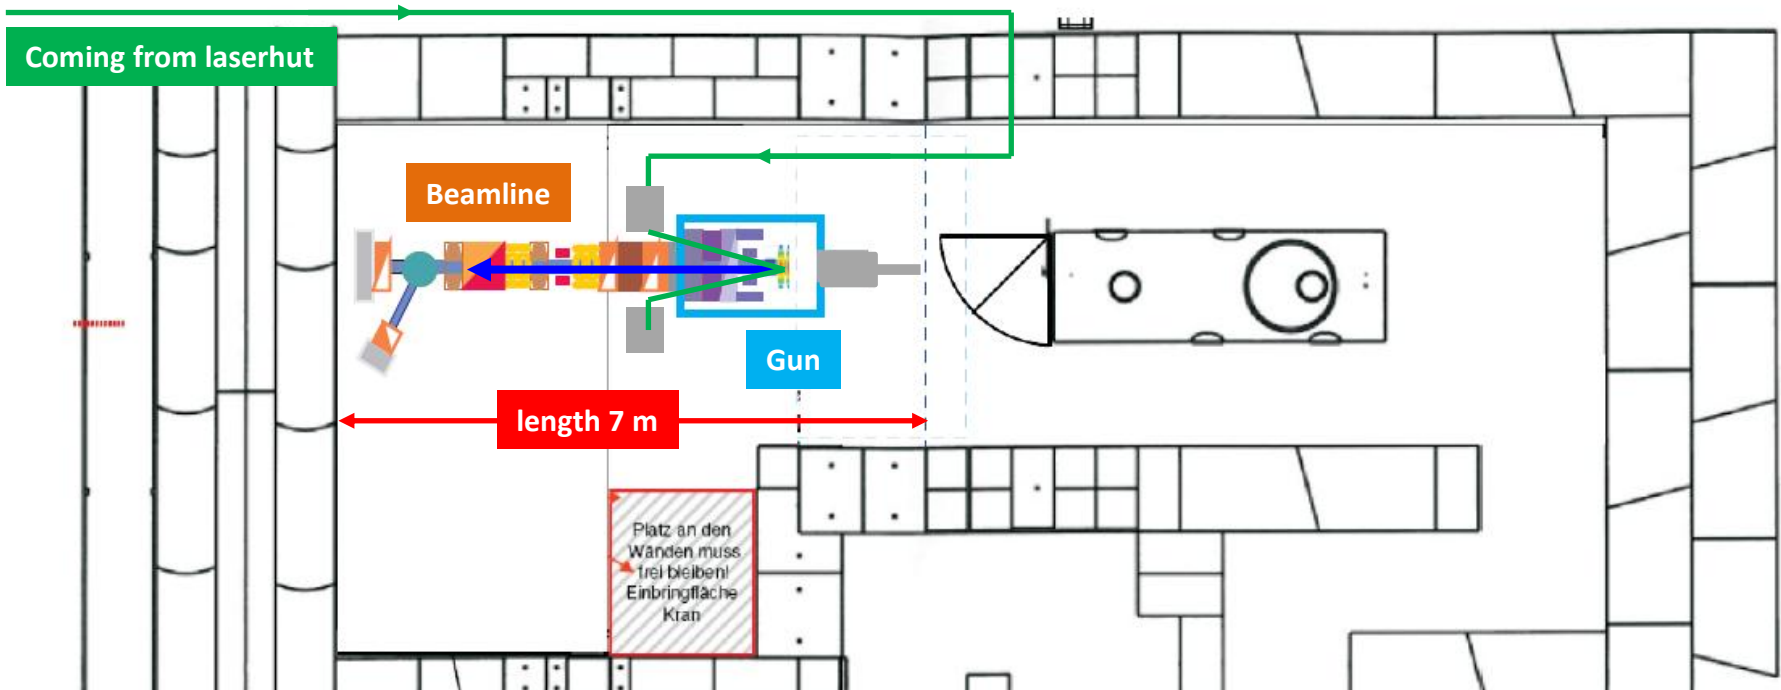 Coming from laserhut
Beamline
Gun
length 7 m
Platz an den
Wänden muss
frei bleiben!
Einbringfläche
Kran